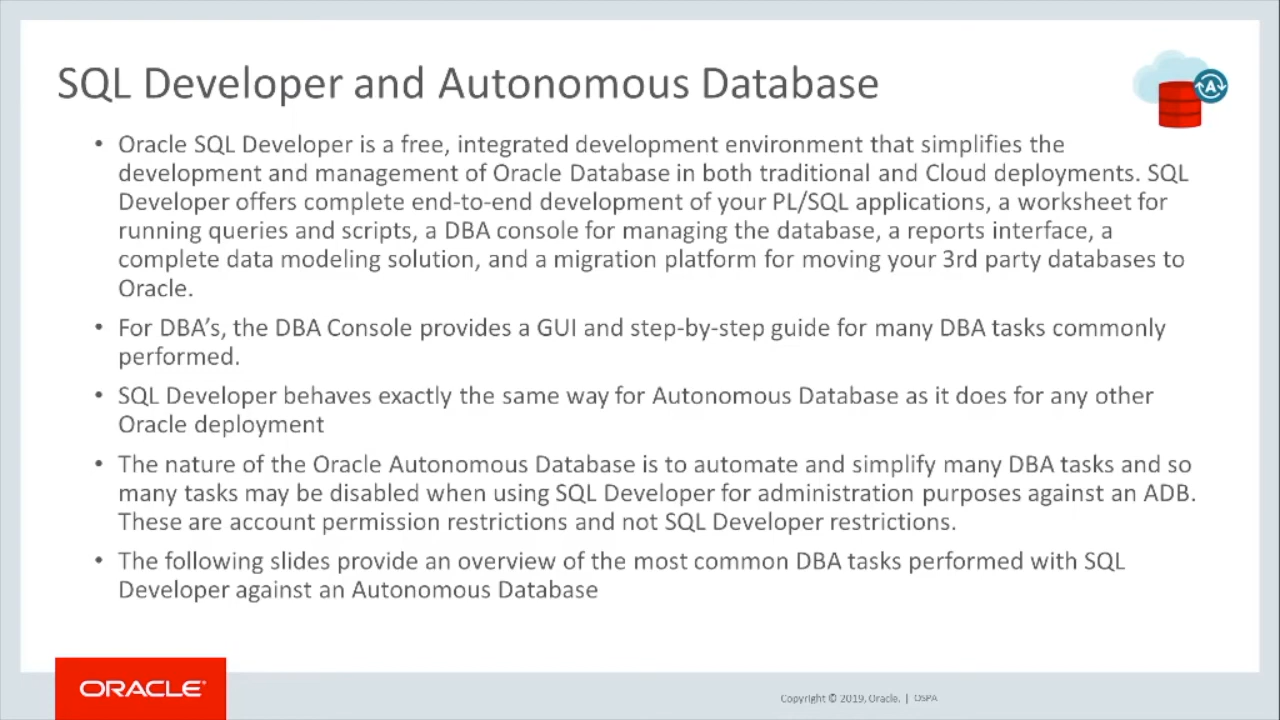 SQL Developer and Autonomous Database
• Oracle SQL Developer is a free, integrated development environment that simplifies the
development and management of Oracle Database in both traditional and Cloud deployments. SQL
Developer offers complete end-to-end development of your PL/SQL applications, a worksheet for
running queries and scripts, a DBA console for managing the database, a reports interface, a
complete data modeling solution, and a migration platform for moving your 3rd party databases to
Oracle.
• For DBA’s, the DBA Console provides a GUI and step-by-step guide for many DBA tasks commonly
performed.
• SQL Developer behaves exactly the same way for Autonomous Database as it does for any other
Oracle deployment
• The nature of the Oracle Autonomous Database is to automate and simplify many DBA tasks and so
many tasks may be disabled when using SQL Developer for administration purposes against an ADB.
These are account permission restrictions and not SQL Developer restrictions.
• The following slides provide an overview of the most common DBA tasks performed with SQL
Developer against an Autonomous Database
A
ORACLE®
Copyright © 2019, Oracle. | OSPA